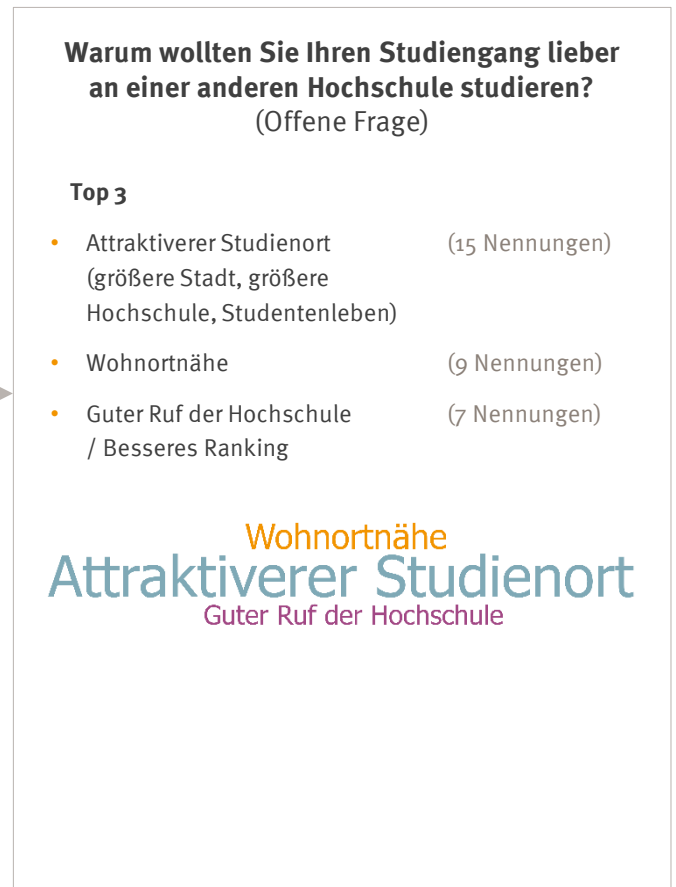 Warum wollten Sie Ihren Studiengang lieber
an einer anderen Hochschule studieren?
(Offene Frage)
Top 3
• Attraktiverer Studienort (15 Nennungen)
(größere Stadt, größere
Hochschule, Studentenleben)
• Wohnortnähe (9 Nennungen)
• Guter Ruf der Hochschule (7 Nennungen)
/ Besseres Ranking
Wohnortnähe
Attraktiverer Studienort
Guter Ruf der Hochschule